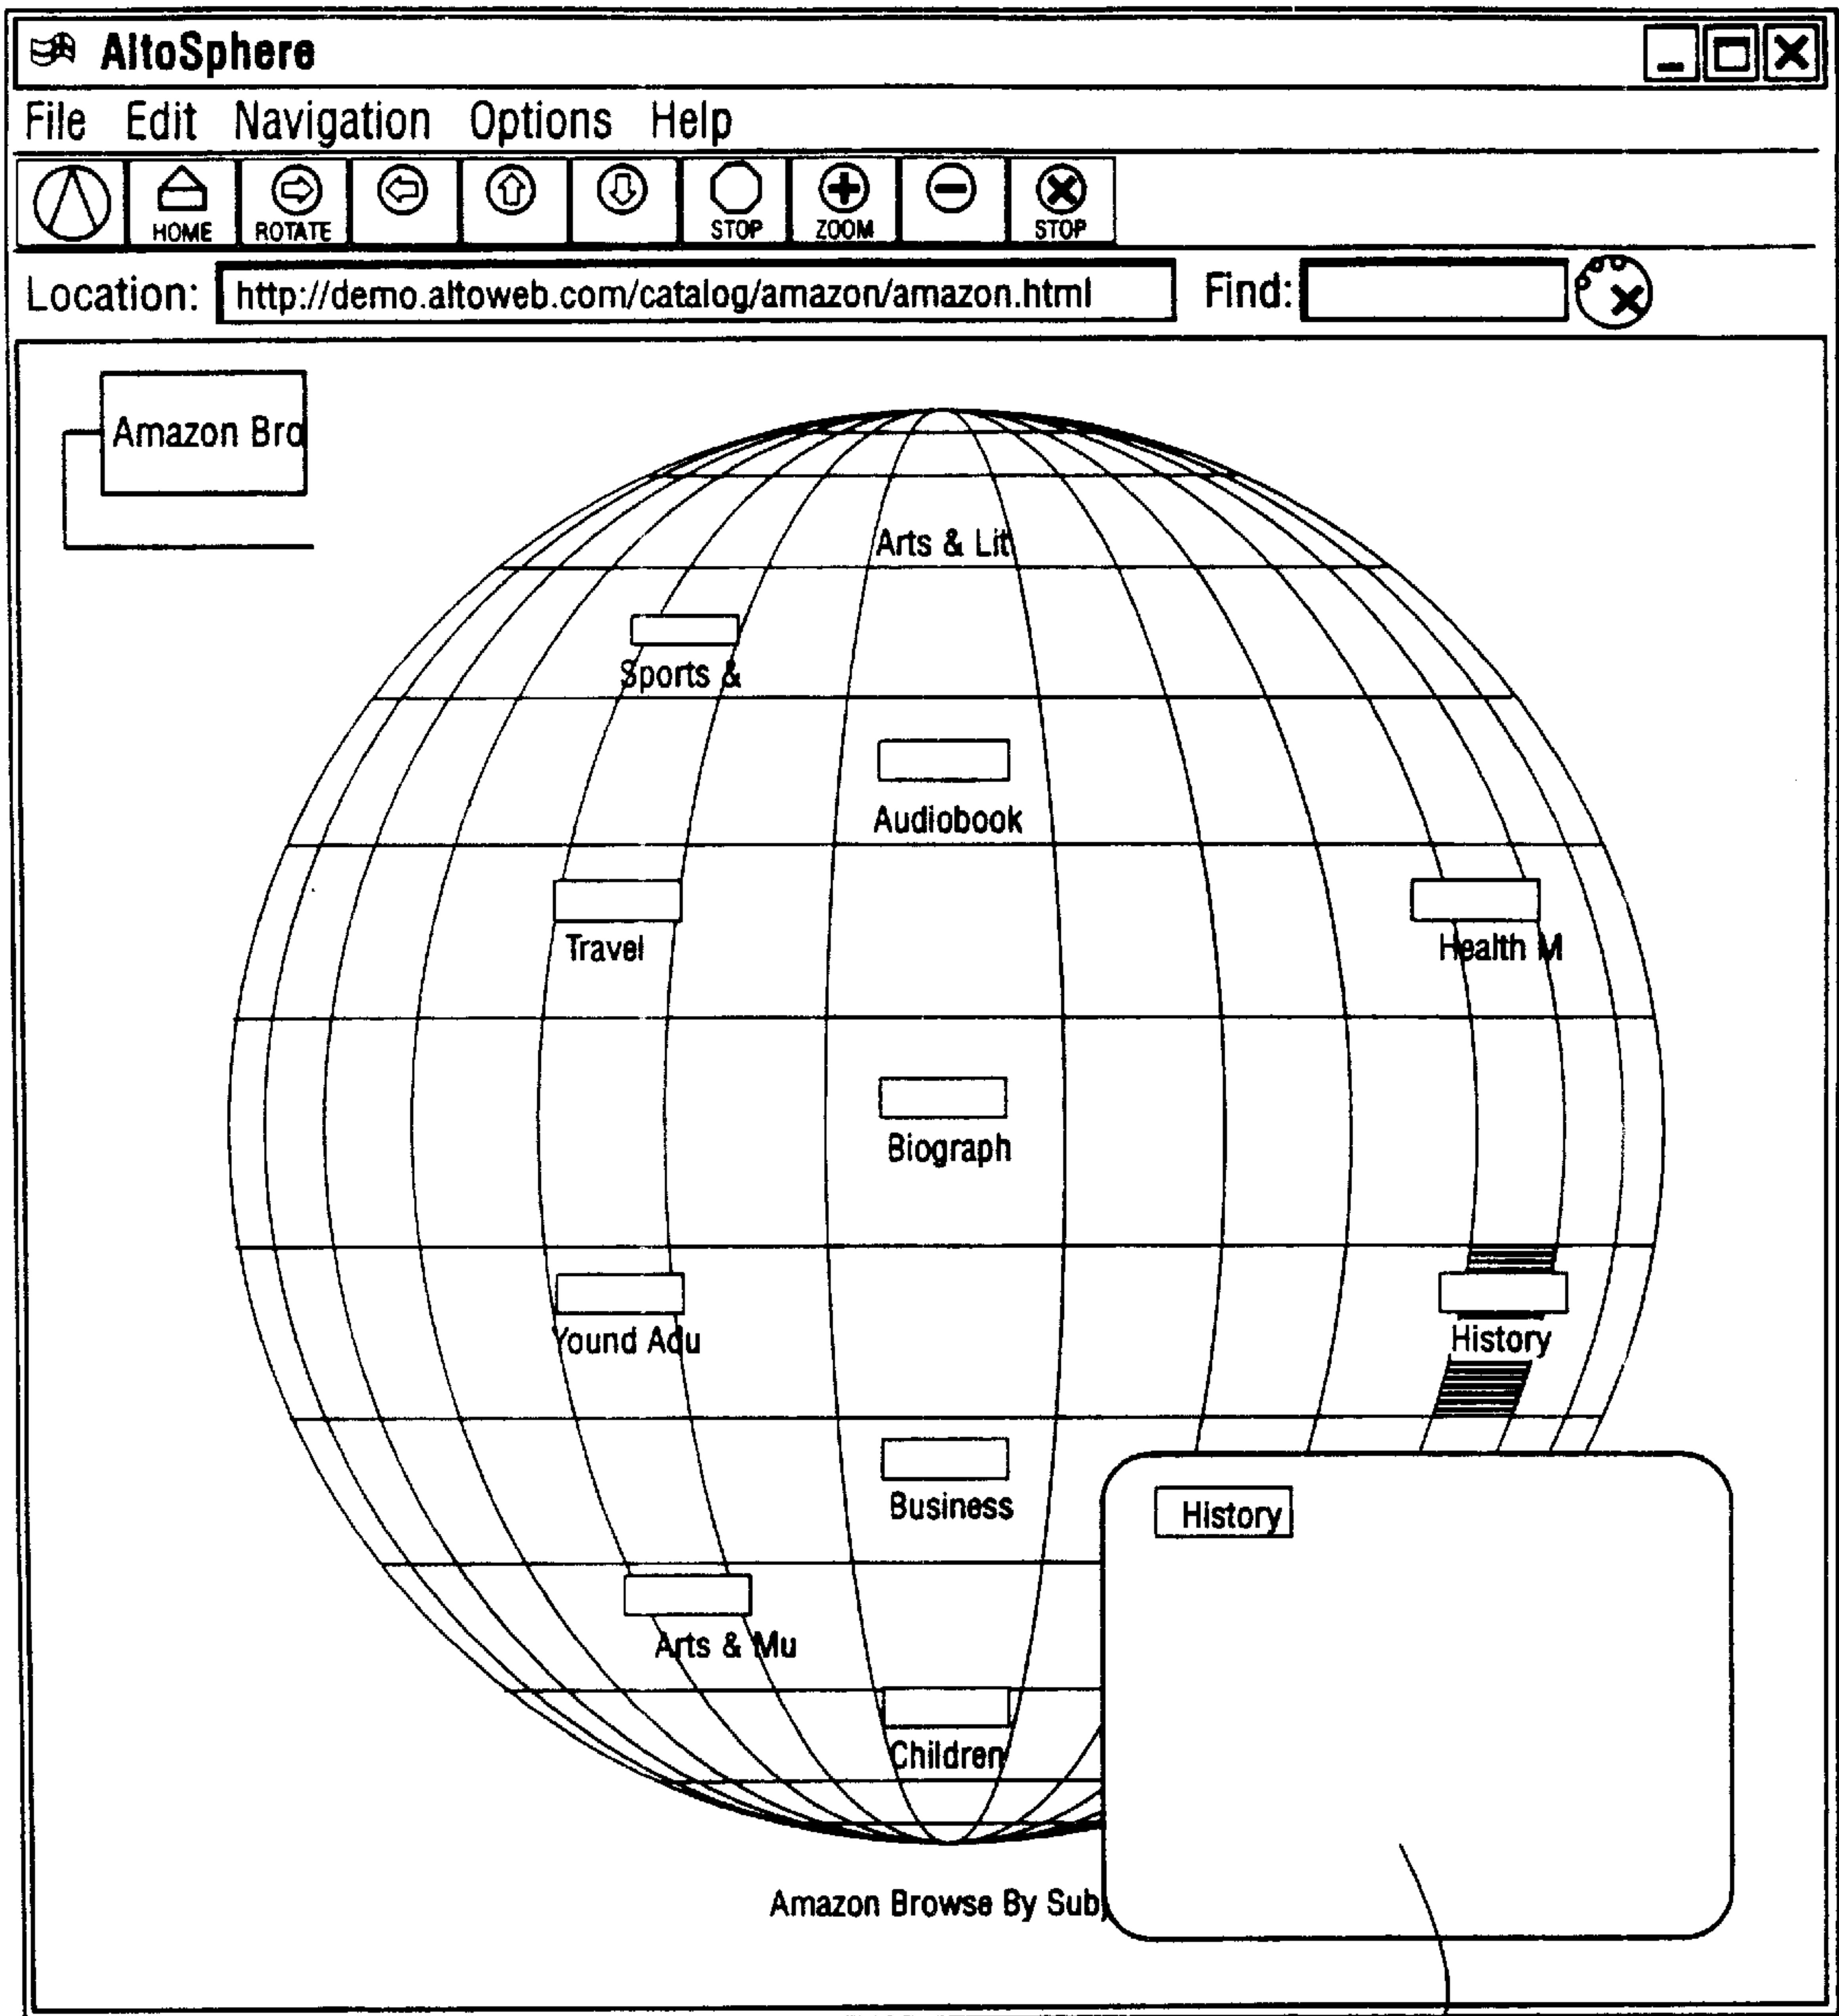 AltoSphere
File Edit Navigation Options Help
HOME ROTATE STOP ZOOM STOP
Location: http://demo.altoweb.com/catalog/amazon/amazon.html Find:
Amazon Bro
Arts & Lit
Sports &
Audiobook
Travel
Health M
Biograph
Yound Adu
History
Business
History
Arts & Mu
Children
Amazon Browse By Subj